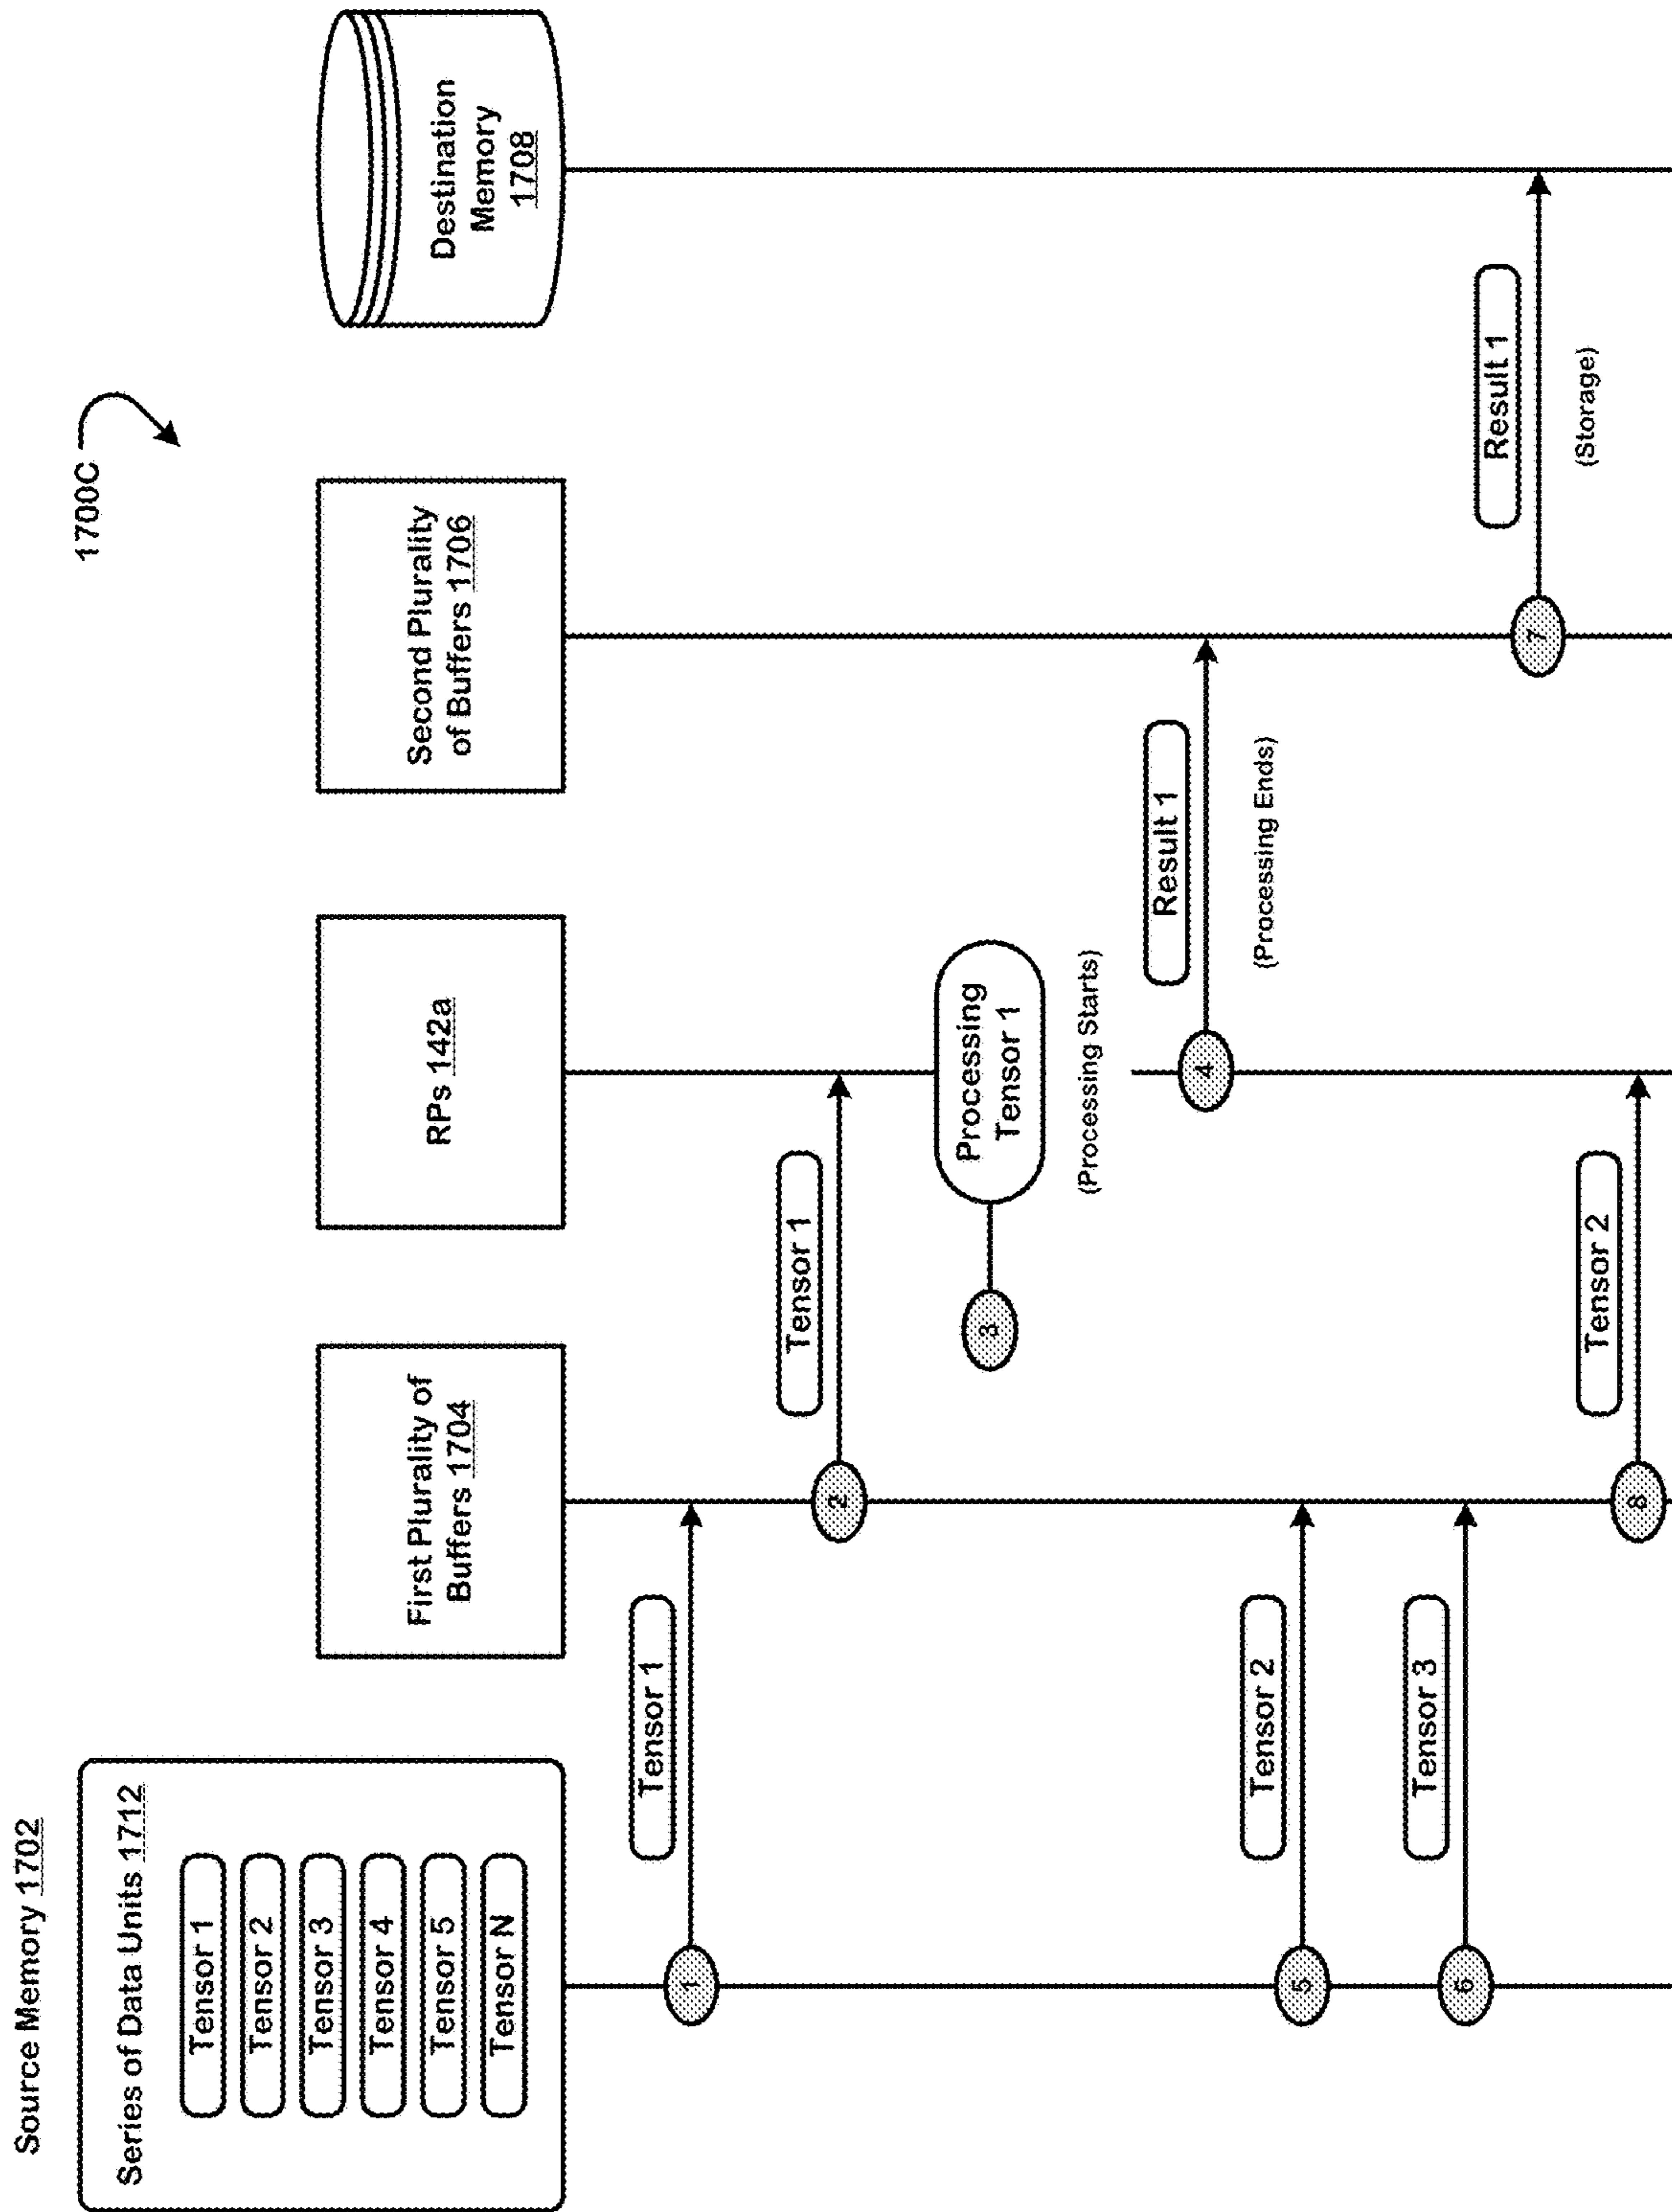 1700C
Source Memory 1702
Series of Data Units 1712
Tensor 1
Tensor 2
Tensor 3
Tensor 4
Tensor 5
Tensor N
First Plurality of
Buffers 1704
RPs 142a
Second Plurality
of Buffers 1706
Destination
Memory
1708
1
Tensor 1
2
Tensor 1
3
Processing
Tensor 1
(Processing Starts)
4
Result 1
(Processing Ends)
5
Tensor 2
6
Tensor 3
7
Result 1
(Storage)
8
Tensor 2